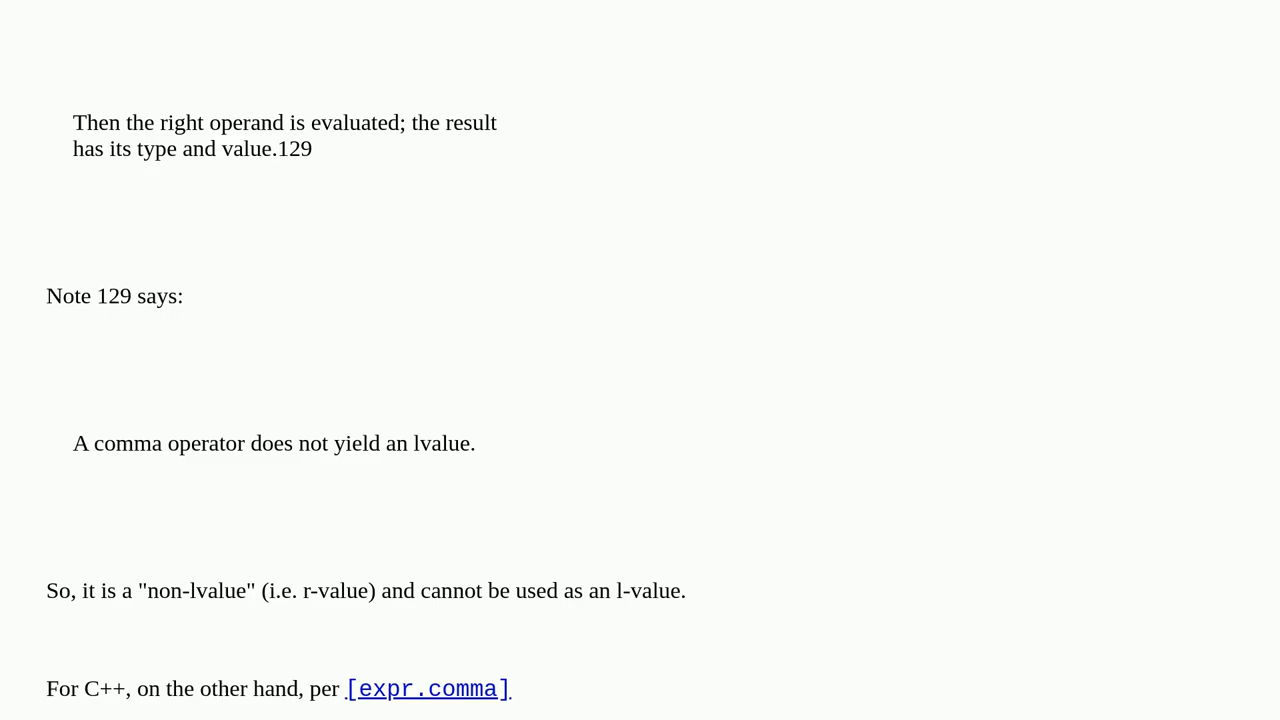 Then the right operand is evaluated; the result
has its type and value.129
Note 129 says:
A comma operator does not yield an lvalue.
So, it is a "non-lvalue" (i.e. r-value) and cannot be used as an l-value.
For C++, on the other hand, per [expr.comma]